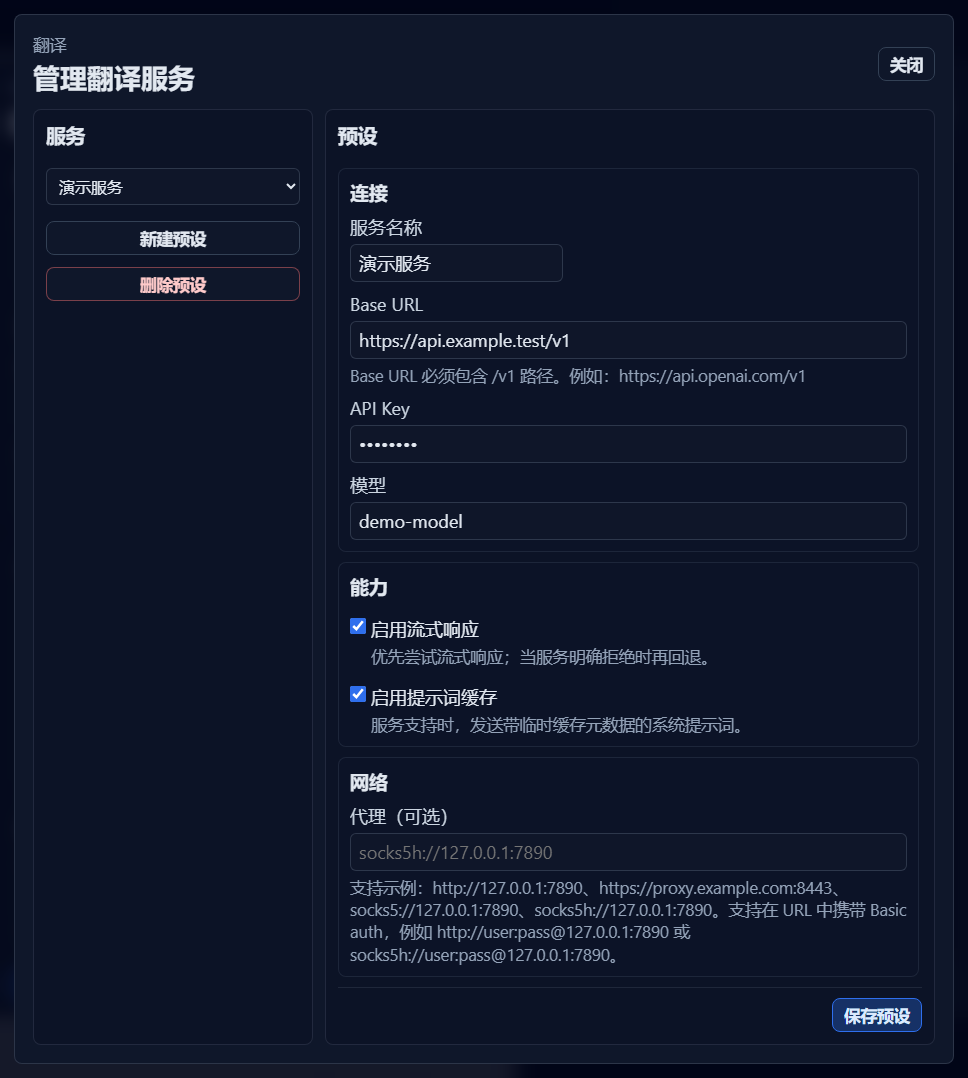 翻译
管理翻译服务
关闭
服务
演示服务
新建预设
删除预设
预设
连接
服务名称
演示服务
Base URL
https://api.example.test/v1
Base URL 必须包含 /v1 路径。例如：https://api.openai.com/v1
API Key
••••••••
模型
demo-model
能力
启用流式响应
优先尝试流式响应；当服务明确拒绝时再回退。
启用提示词缓存
服务支持时，发送带临时缓存元数据的系统提示词。
网络
代理（可选）
socks5h://127.0.0.1:7890
支持示例：http://127.0.0.1:7890、https://proxy.example.com:8443、
socks5://127.0.0.1:7890、socks5h://127.0.0.1:7890。支持在 URL 中携带 Basic
auth，例如 http://user:pass@127.0.0.1:7890 或
socks5h://user:pass@127.0.0.1:7890。
保存预设